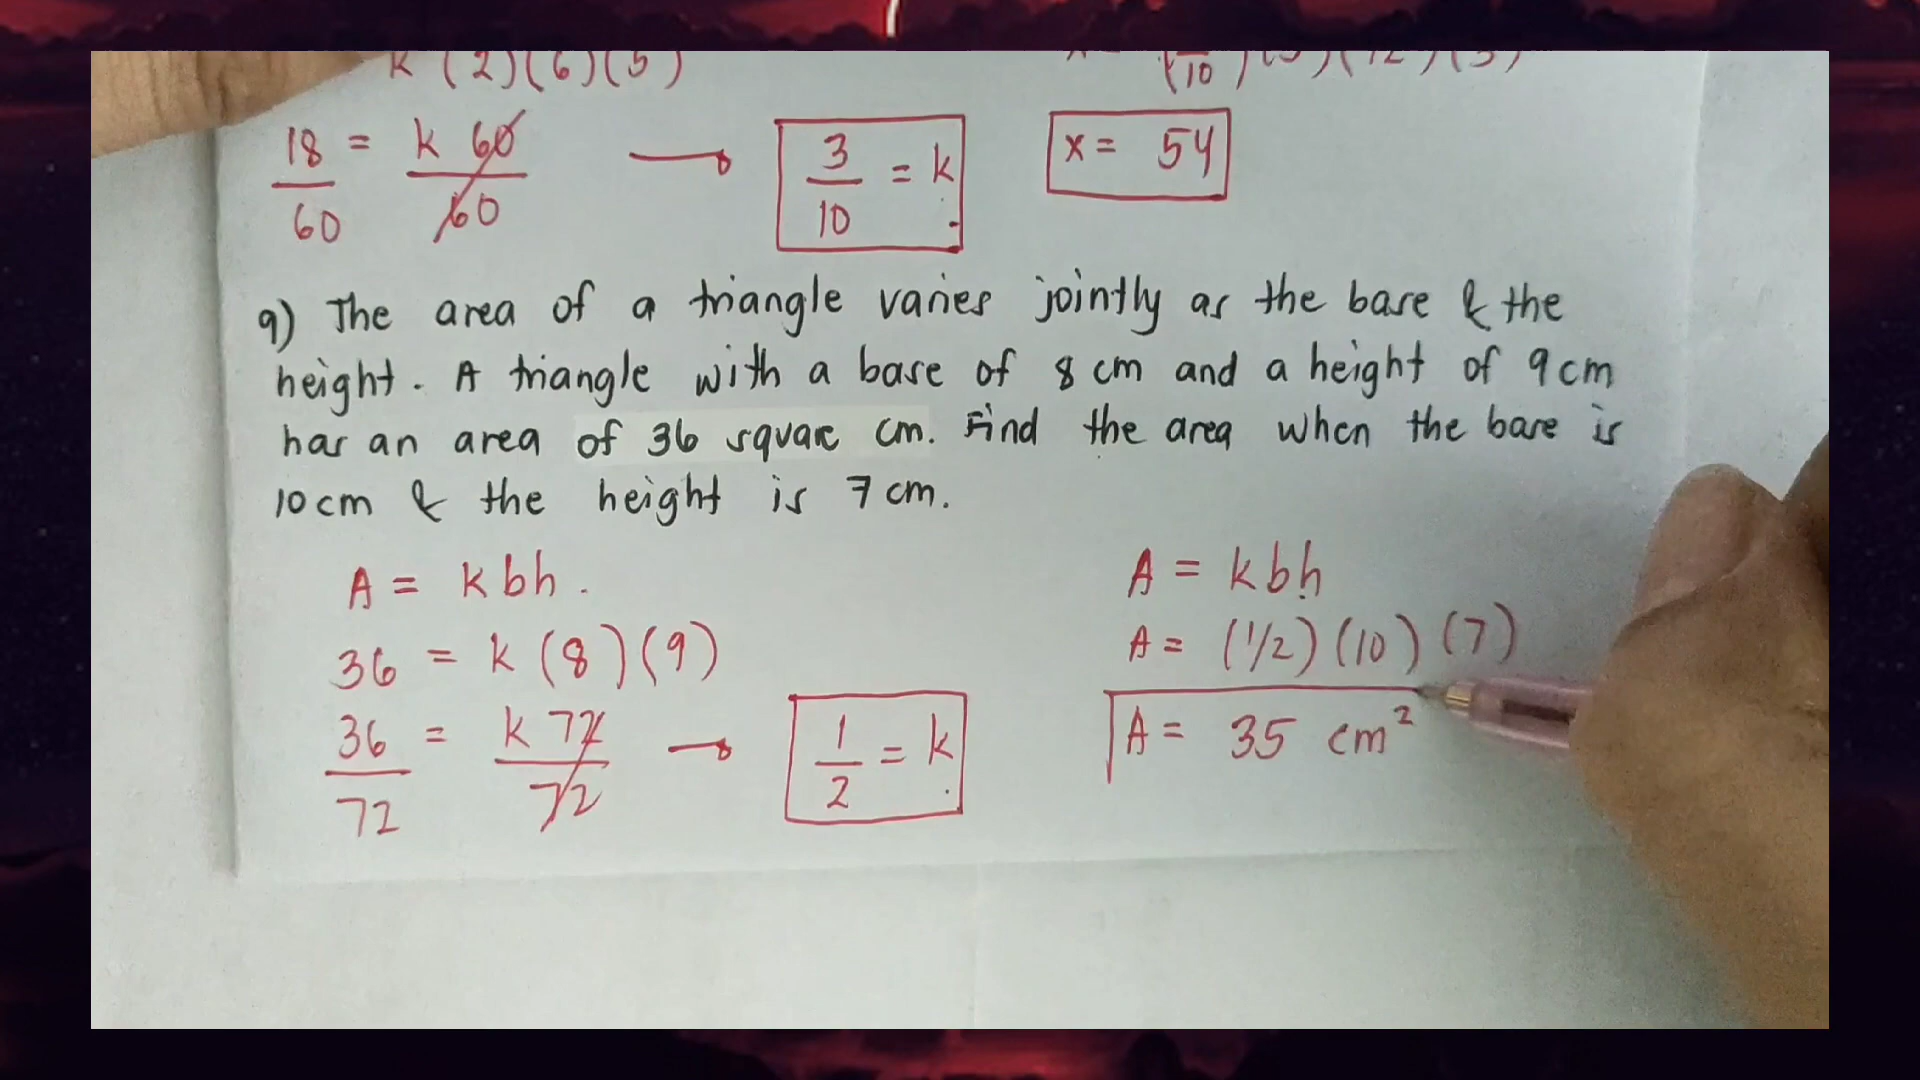 k (2)(6)(5)
18/60 = k 60/60 → 3/10 = k
x = 54
9) The area of a triangle varies jointly as the base & the
height. A triangle with a base of 8 cm and a height of 9 cm
has an area of 36 square cm. Find the area when the base is
10 cm & the height is 7 cm.
A = kbh.
36 = k (8)(9)
36/72 = k 72/72 → 1/2 = k
A = kbh
A = (1/2)(10)(7)
A = 35 cm²